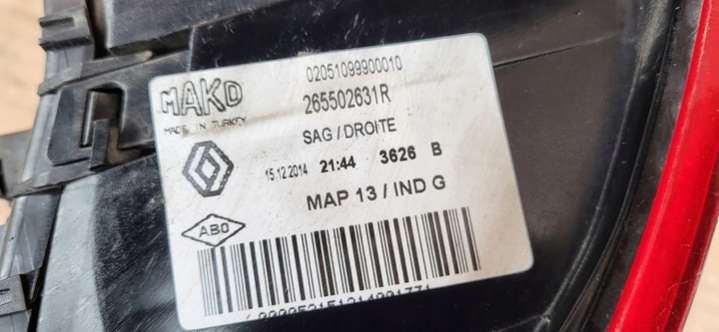 02051099900010
MAKO
265502631R
MADE IN TURKEY
SAG / DROITE
15.12.2014 21:44 3626 B
MAP 13 / IND G
ABO